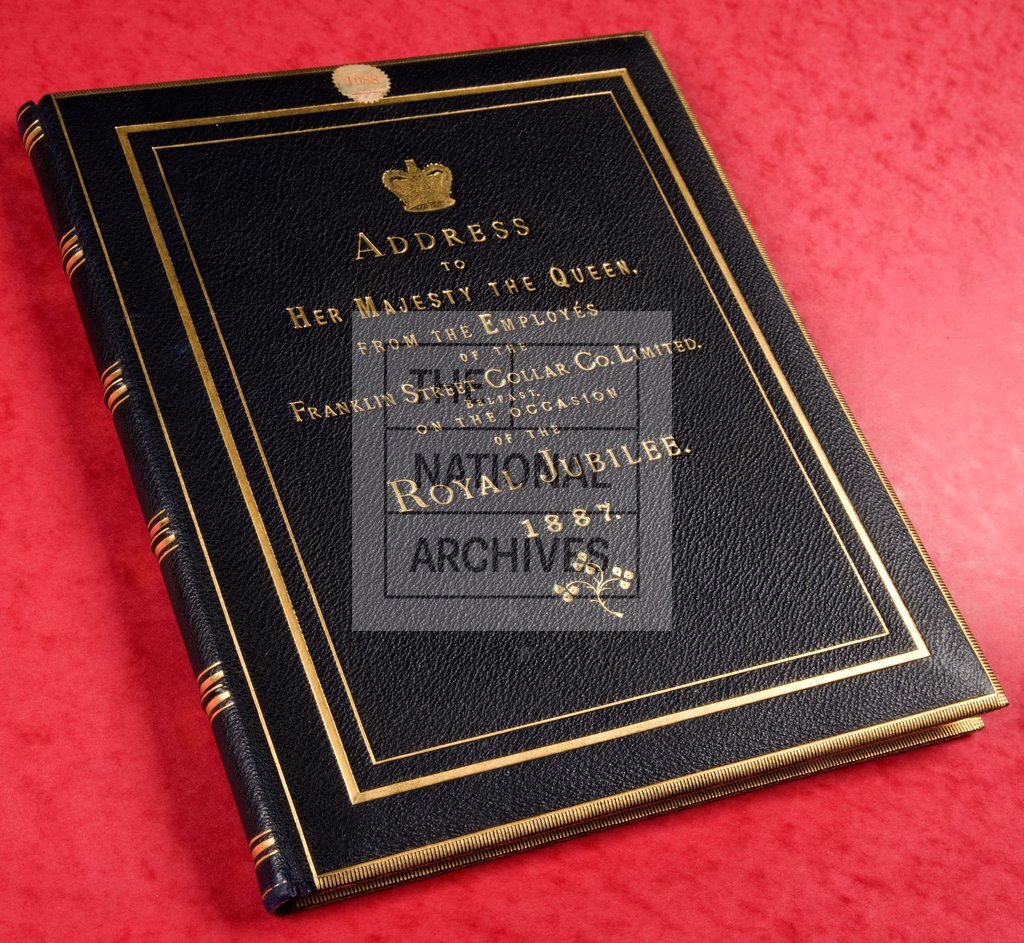 1088
ADDRESS
TO
HER MAJESTY THE QUEEN.
FROM THE EMPLOYÉS
OF THE
FRANKLIN STREET COLLAR CO. LIMITED.
BELFAST.
ON THE OCCASION
OF THE
ROYAL JUBILEE.
1887.
THE
NATIONAL
ARCHIVES